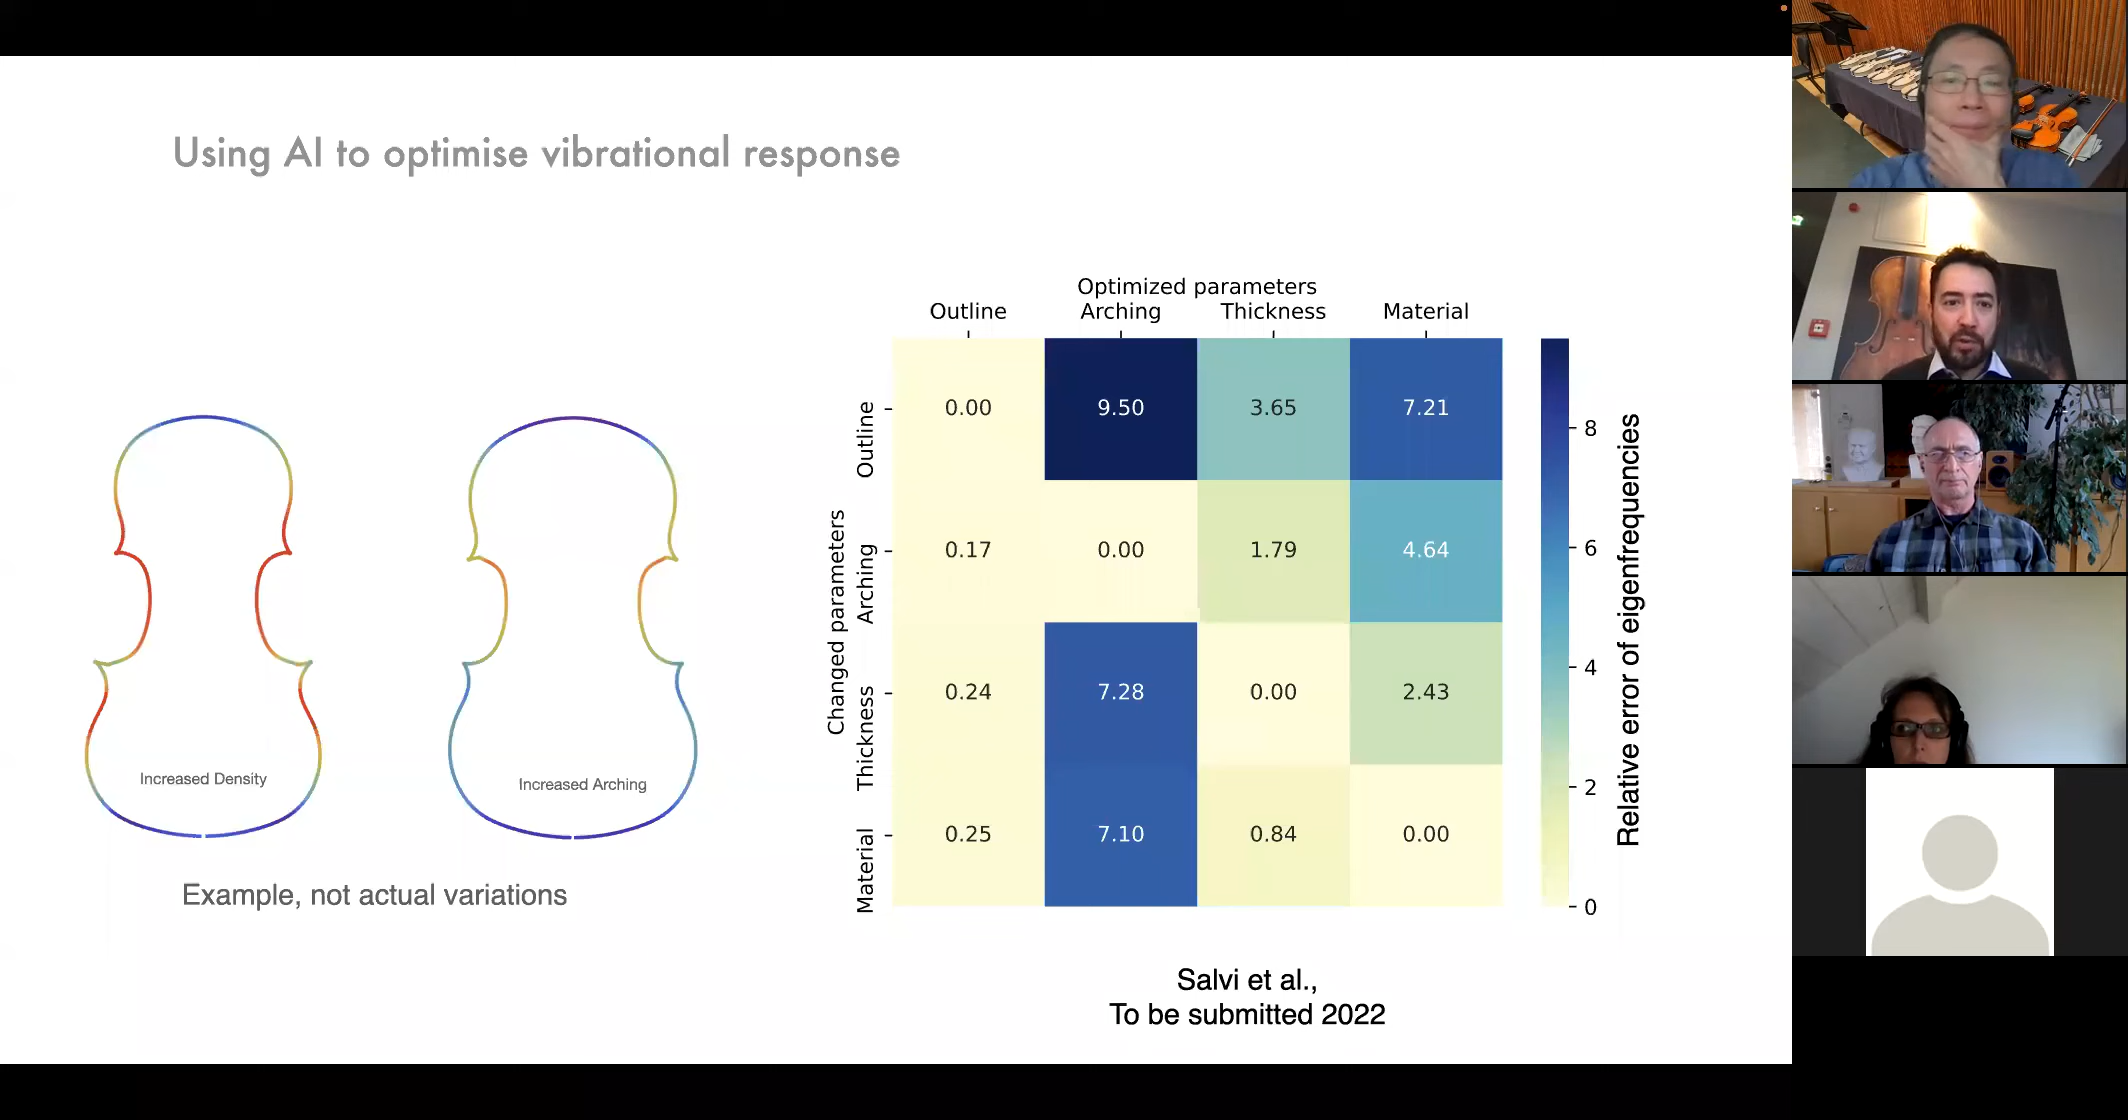 Using AI to optimise vibrational response
Increased Density
Increased Arching
Example, not actual variations
Optimized parameters
Outline Arching Thickness Material
Changed parameters
Outline 0.00 9.50 3.65 7.21
Arching 0.17 0.00 1.79 4.64
Thickness 0.24 7.28 0.00 2.43
Material 0.25 7.10 0.84 0.00
8
6
4
2
0
Relative error of eigenfrequencies
Salvi et al.,
To be submitted 2022